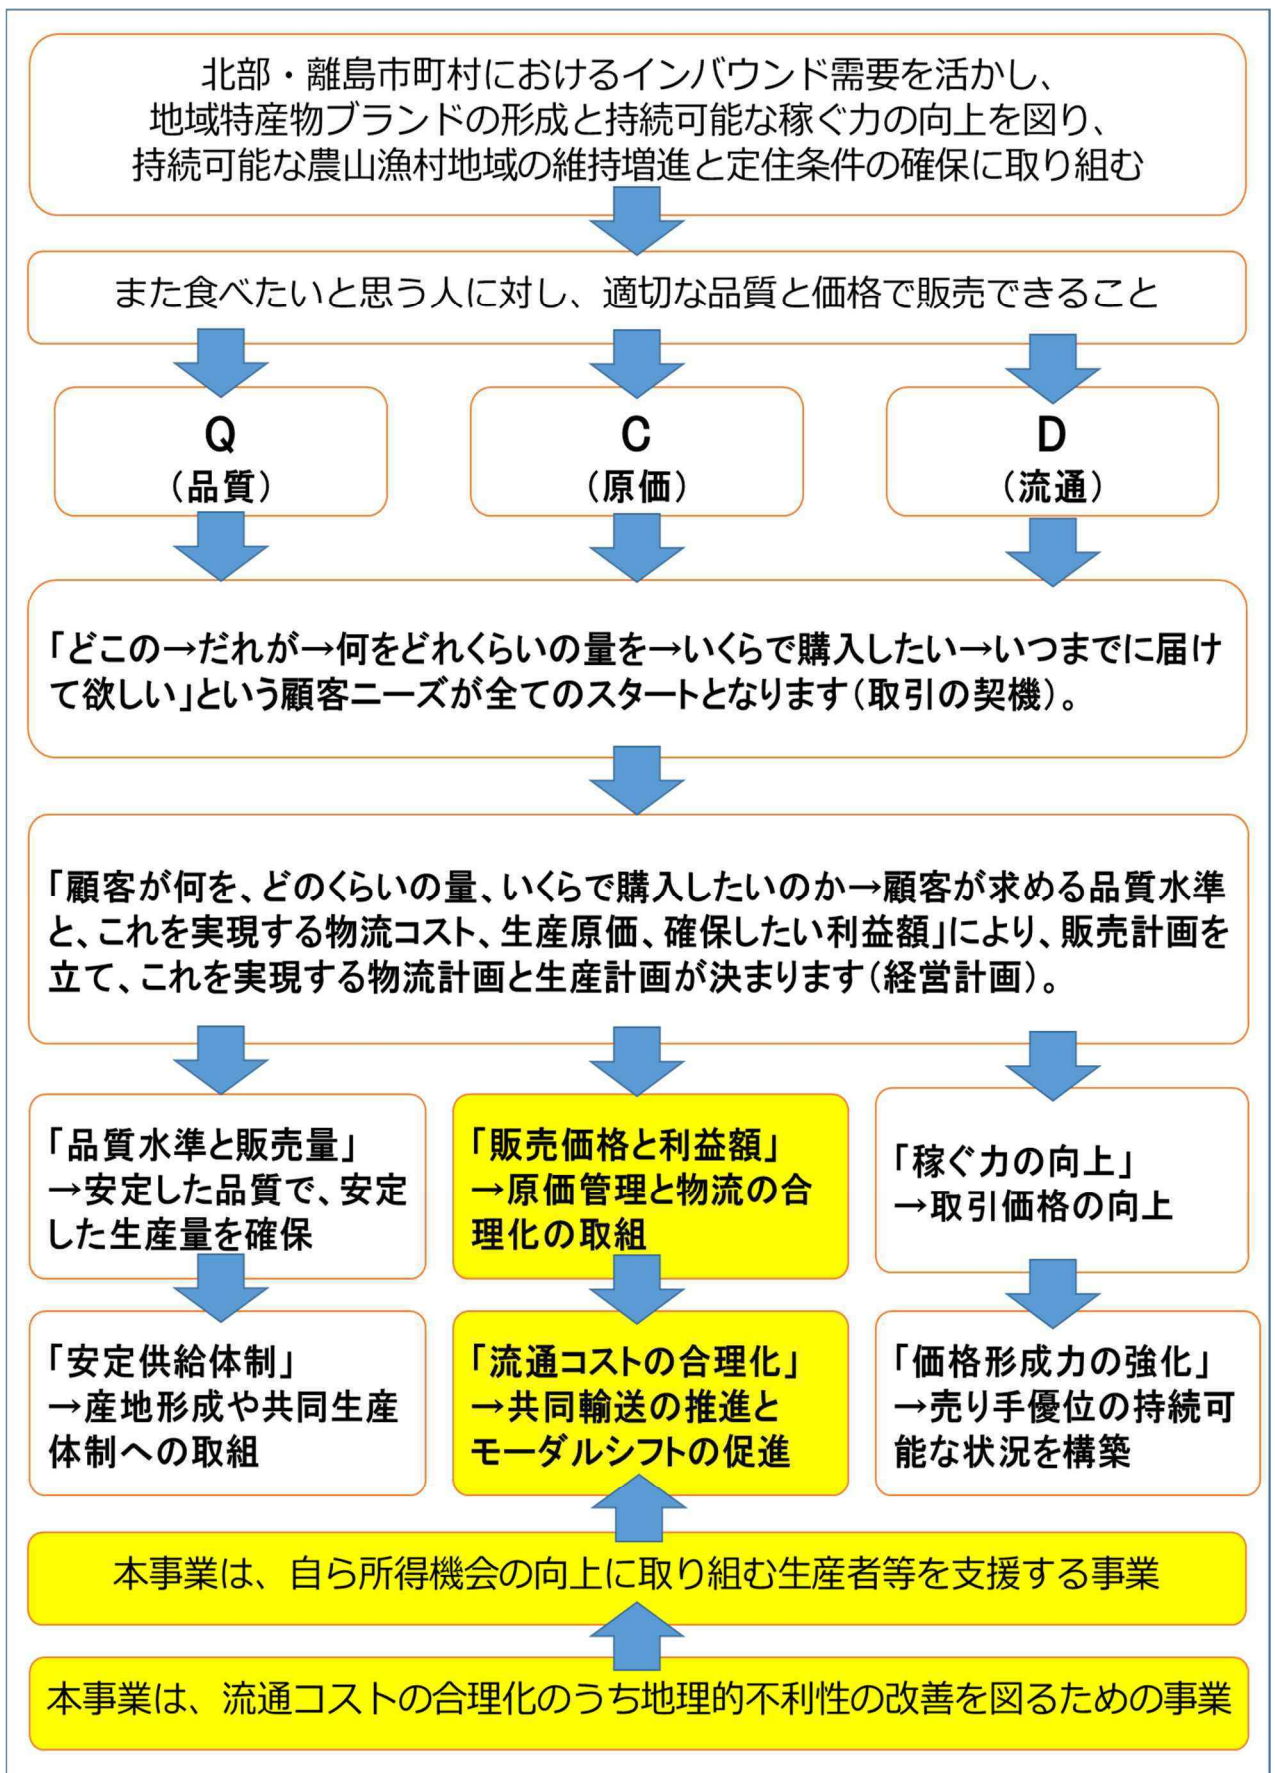 北部・離島市町村におけるインバウンド需要を活かし、
地域特産物ブランドの形成と持続可能な稼ぐ力の向上を図り、
持続可能な農山漁村地域の維持増進と定住条件の確保に取り組む
また食べたいと思う人に対し、適切な品質と価格で販売できること
Q
（品質）
C
（原価）
D
（流通）
「どこの→だれが→何をどれくらいの量を→いくらで購入したい→いつまでに届け
て欲しい」という顧客ニーズが全てのスタートとなります（取引の契機）。
「顧客が何を、どのくらいの量、いくらで購入したいのか→顧客が求める品質水準
と、これを実現する物流コスト、生産原価、確保したい利益額」により、販売計画を
立て、これを実現する物流計画と生産計画が決まります（経営計画）。
「品質水準と販売量」
→安定した品質で、安定
した生産量を確保
「販売価格と利益額」
→原価管理と物流の合
理化の取組
「稼ぐ力の向上」
→取引価格の向上
「安定供給体制」
→産地形成や共同生産
体制への取組
「流通コストの合理化」
→共同輸送の推進と
モーダルシフトの促進
「価格形成力の強化」
→売り手優位の持続可
能な状況を構築
本事業は、自ら所得機会の向上に取り組む生産者等を支援する事業
本事業は、流通コストの合理化のうち地理的不利性の改善を図るための事業